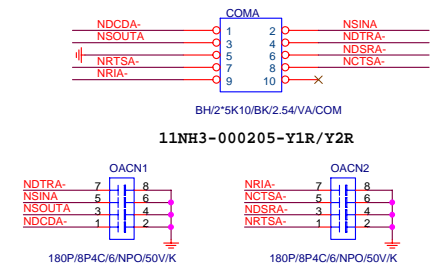 COMA
NDCDA- 1 2 NSINA
NSOUTA 3 4 NDTRA-
5 6 NDSRA-
NRTSA- 7 8 NCTSA-
NRIA- 9 10
BH/2*5K10/BK/2.54/VA/COM
11NH3-000205-Y1R/Y2R
OACN1
NDTRA- 7 8
NSINA 5 6
NSOUTA 3 4
NDCDA- 1 2
180P/8P4C/6/NPO/50V/K
OACN2
NRIA- 7 8
NCTSA- 5 6
NDSRA- 3 4
NRTSA- 1 2
180P/8P4C/6/NPO/50V/K